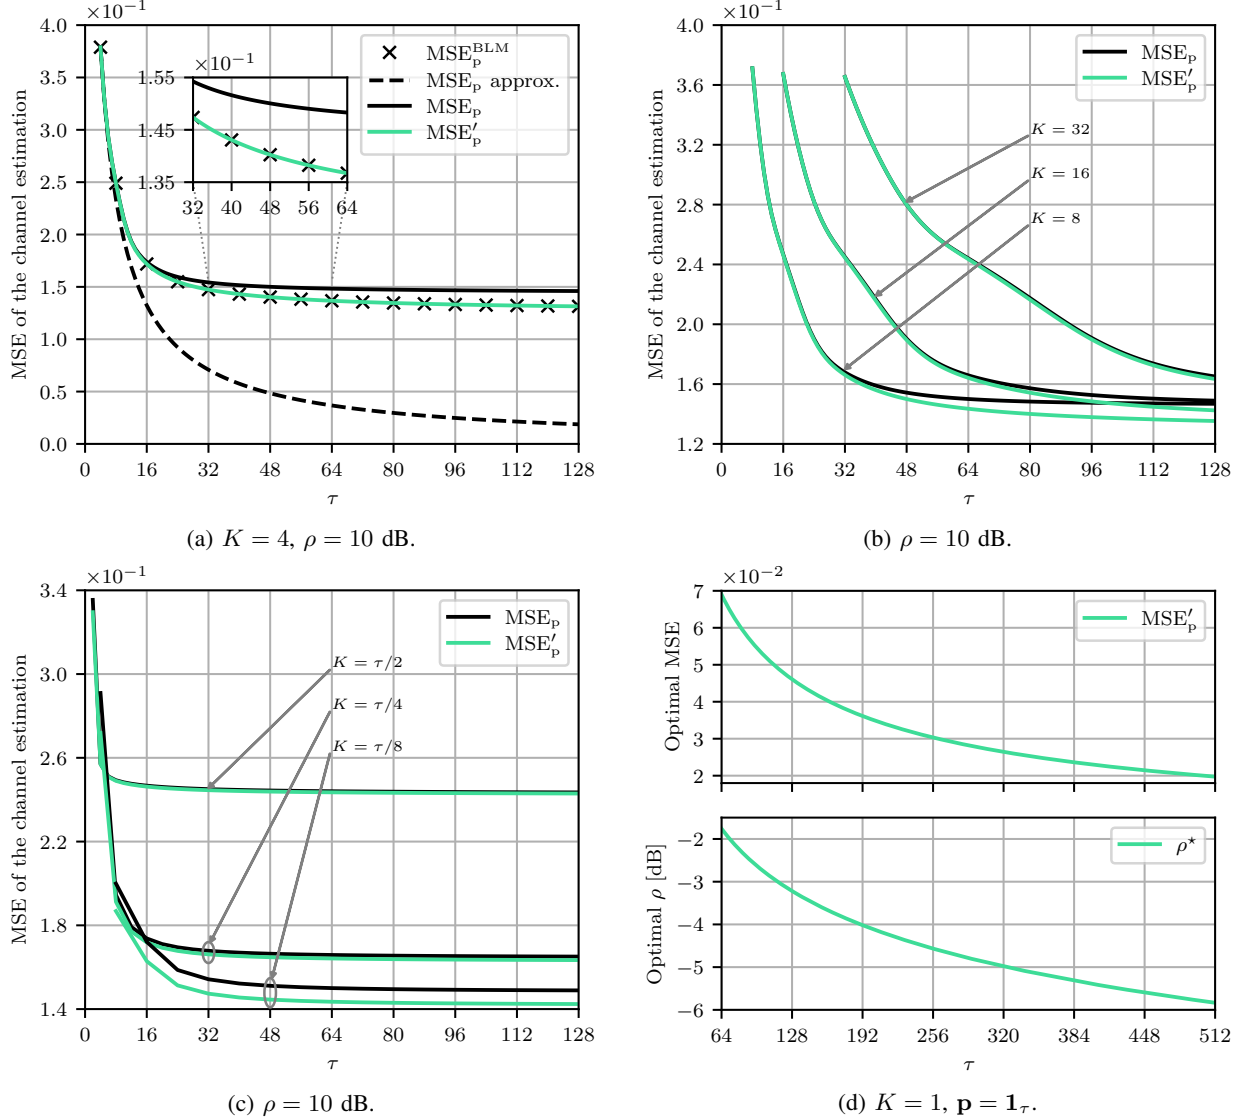 ×10⁻¹
4.0
3.5
3.0
2.5
2.0
1.5
1.0
0.5
0.0
MSE of the channel estimation
0 16 32 48 64 80 96 112 128
τ
MSE_p^BLM
MSE_p approx.
MSE_p
MSE′_p
×10⁻¹
1.55
1.45
1.35
32 40 48 56 64
(a) K = 4, ρ = 10 dB.
×10⁻¹
4.0
3.6
3.2
2.8
2.4
2.0
1.6
1.2
MSE of the channel estimation
0 16 32 48 64 80 96 112 128
τ
MSE_p
MSE′_p
K = 32
K = 16
K = 8
(b) ρ = 10 dB.
×10⁻¹
3.4
3.0
2.6
2.2
1.8
1.4
MSE of the channel estimation
0 16 32 48 64 80 96 112 128
τ
MSE_p
MSE′_p
K = τ/2
K = τ/4
K = τ/8
(c) ρ = 10 dB.
×10⁻²
7
6
5
4
3
2
Optimal MSE
MSE′_p
−2
−3
−4
−5
−6
Optimal ρ [dB]
ρ⋆
64 128 192 256 320 384 448 512
τ
(d) K = 1, p = 1_τ.